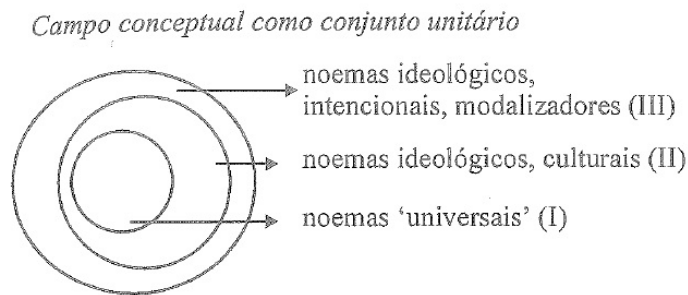 Campo conceptual como conjunto unitário
noemas ideológicos,
intencionais, modalizadores (III)
noemas ideológicos, culturais (II)
noemas ‘universais’ (I)